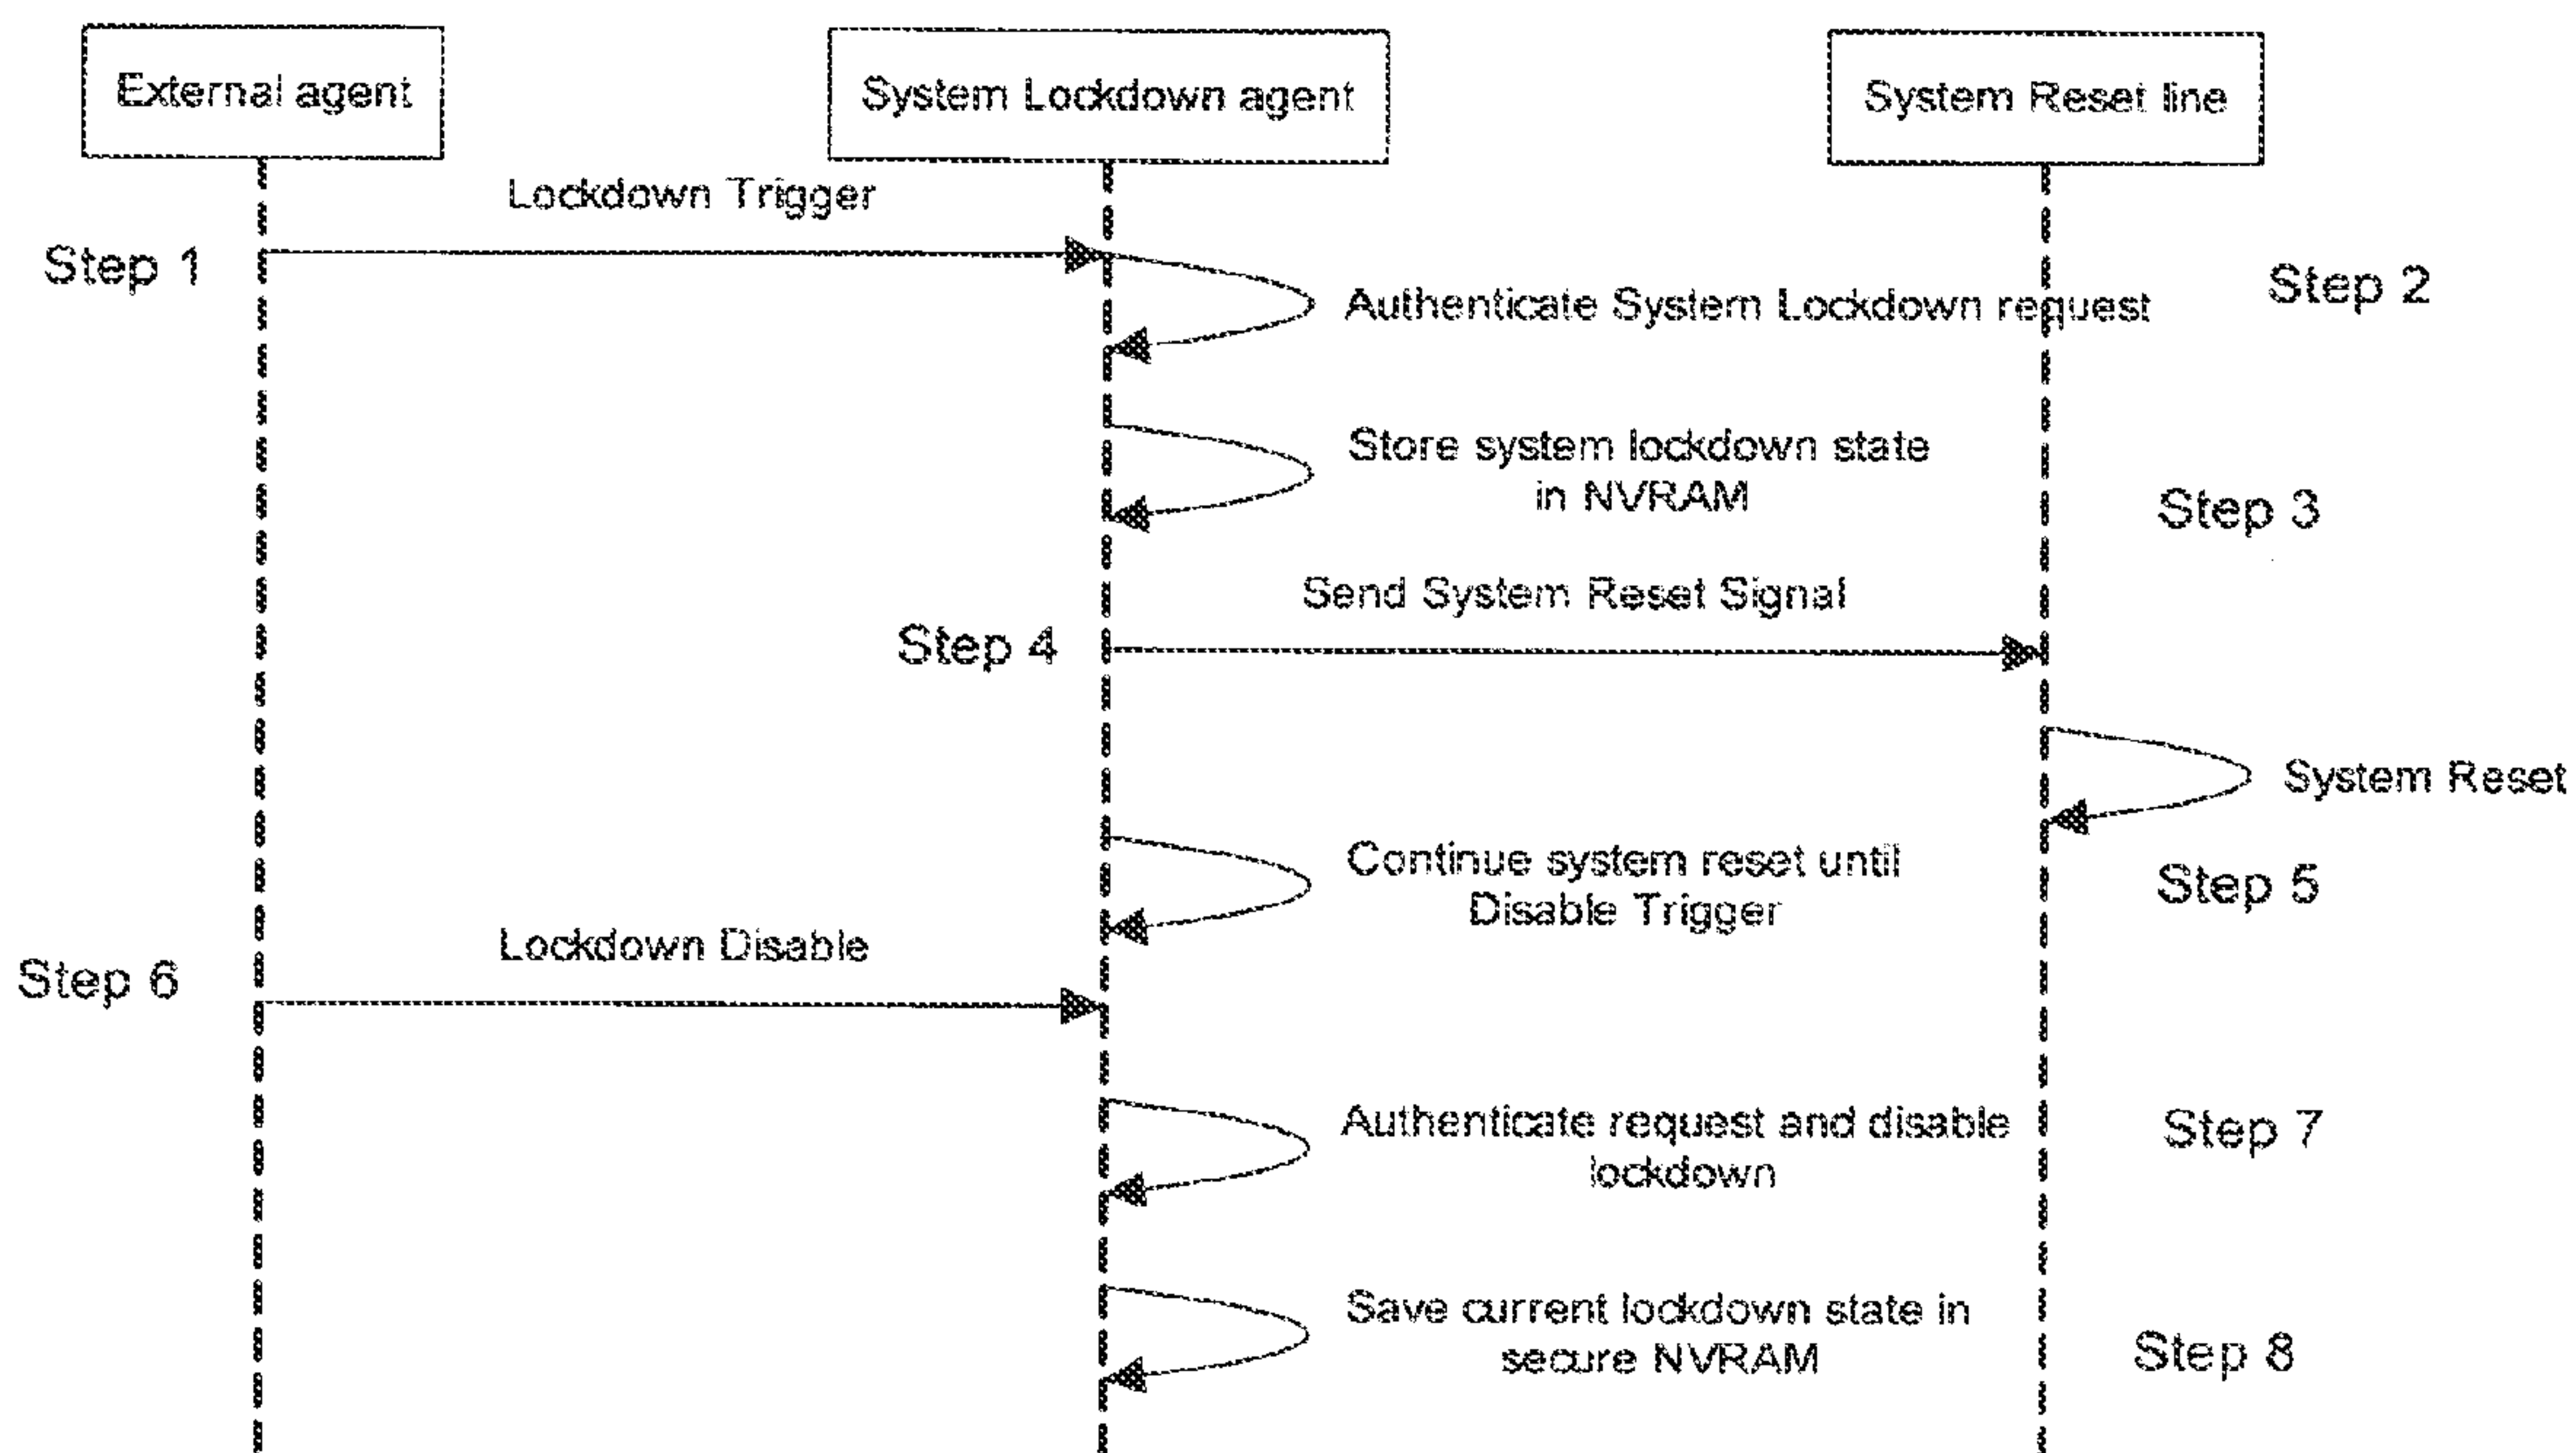 External agent
System Lockdown agent
System Reset line
Lockdown Trigger
Step 1
Authenticate System Lockdown request
Step 2
Store system lockdown state
in NVRAM
Step 3
Send System Reset Signal
Step 4
System Reset
Continue system reset until
Disable Trigger
Step 5
Lockdown Disable
Step 6
Authenticate request and disable
lockdown
Step 7
Save current lockdown state in
secure NVRAM
Step 8